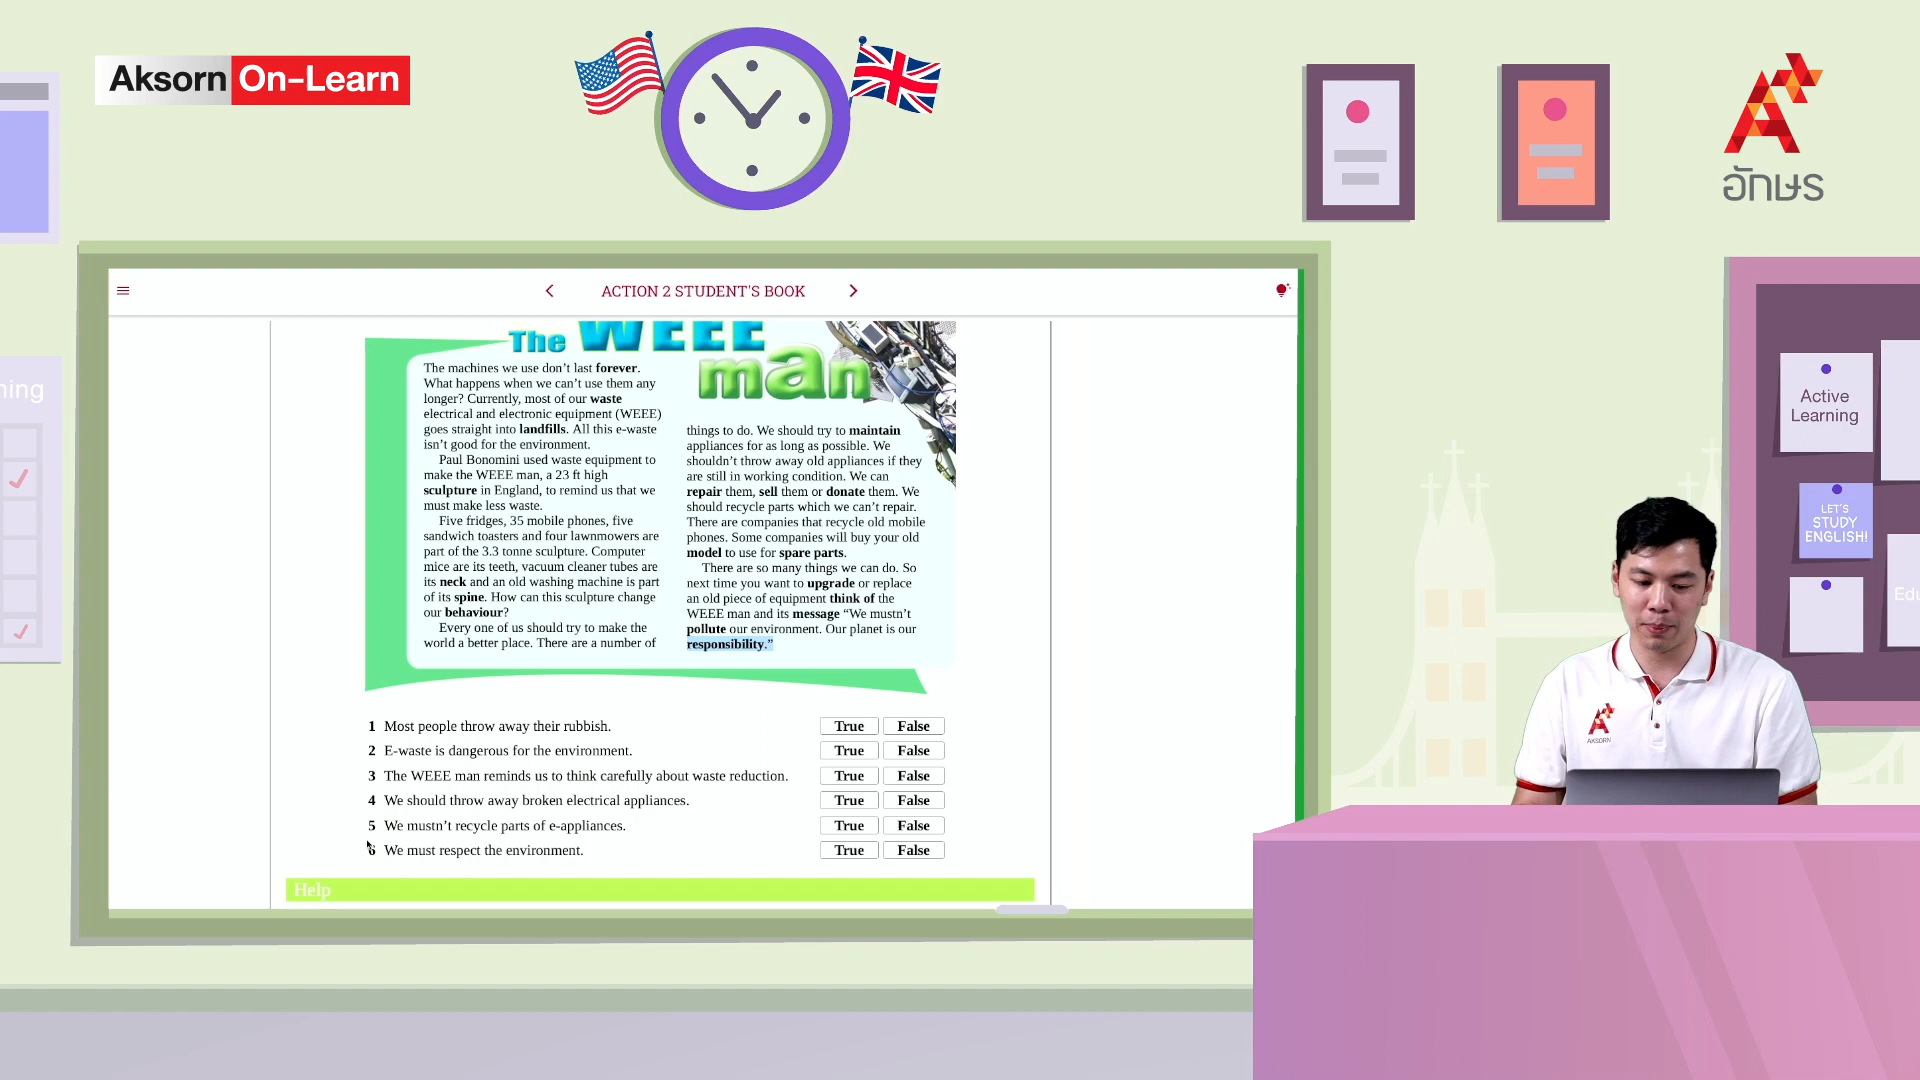 Aksorn On-Learn
อักษร
ACTION 2 STUDENT'S BOOK
The WEEE
man
The machines we use don't last forever.
What happens when we can't use them any
longer? Currently, most of our waste
electrical and electronic equipment (WEEE)
goes straight into landfills. All this e-waste
isn't good for the environment.
Paul Bonomini used waste equipment to
make the WEEE man, a 23 ft high
sculpture in England, to remind us that we
must make less waste.
Five fridges, 35 mobile phones, five
sandwich toasters and four lawnmowers are
part of the 3.3 tonne sculpture. Computer
mice are its teeth, vacuum cleaner tubes are
its neck and an old washing machine is part
of its spine. How can this sculpture change
our behaviour?
Every one of us should try to make the
world a better place. There are a number of
things to do. We should try to maintain
appliances for as long as possible. We
shouldn't throw away old appliances if they
are still in working condition. We can
repair them, sell them or donate them. We
should recycle parts which we can't repair.
There are companies that recycle old mobile
phones. Some companies will buy your old
model to use for spare parts.
There are so many things we can do. So
next time you want to upgrade or replace
an old piece of equipment think of the
WEEE man and its message “We mustn't
pollute our environment. Our planet is our
responsibility.”
1 Most people throw away their rubbish. True False
2 E-waste is dangerous for the environment. True False
3 The WEEE man reminds us to think carefully about waste reduction. True False
4 We should throw away broken electrical appliances. True False
5 We mustn't recycle parts of e-appliances. True False
6 We must respect the environment. True False
Help
ning
Active
Learning
LET'S
STUDY
ENGLISH!
Edu
AKSORN